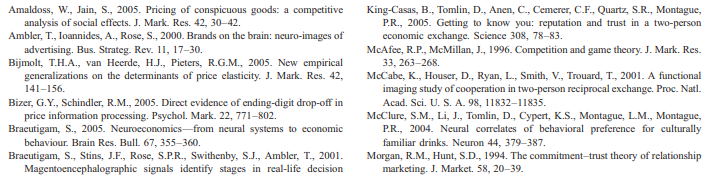 Amaldoss, W., Jain, S., 2005. Pricing of conspicuous goods: a competitive
analysis of social effects. J. Mark. Res. 42, 30–42.
Ambler, T., Ioannides, A., Rose, S., 2000. Brands on the brain: neuro-images of
advertising. Bus. Strateg. Rev. 11, 17–30.
Bijmolt, T.H.A., van Heerde, H.J., Pieters, R.G.M., 2005. New empirical
generalizations on the determinants of price elasticity. J. Mark. Res. 42,
141–156.
Bizer, G.Y., Schindler, R.M., 2005. Direct evidence of ending-digit drop-off in
price information processing. Psychol. Mark. 22, 771–802.
Braeutigam, S., 2005. Neuroeconomics—from neural systems to economic
behaviour. Brain Res. Bull. 67, 355–360.
Braeutigam, S., Stins, J.F., Rose, S.P.R., Swithenby, S.J., Ambler, T., 2001.
Magentoencephalographic signals identify stages in real-life decision
King-Casas, B., Tomlin, D., Anen, C., Cemerer, C.F., Quartz, S.R., Montague,
P.R., 2005. Getting to know you: reputation and trust in a two-person
economic exchange. Science 308, 78–83.
McAfee, R.P., McMillan, J., 1996. Competition and game theory. J. Mark. Res.
33, 263–268.
McCabe, K., Houser, D., Ryan, L., Smith, V., Trouard, T., 2001. A functional
imaging study of cooperation in two-person reciprocal exchange. Proc. Natl.
Acad. Sci. U. S. A. 98, 11832–11835.
McClure, S.M., Li, J., Tomlin, D., Cypert, K.S., Montague, L.M., Montague,
P.R., 2004. Neural correlates of behavioral preference for culturally
familiar drinks. Neuron 44, 379–387.
Morgan, R.M., Hunt, S.D., 1994. The commitment–trust theory of relationship
marketing. J. Market. 58, 20–39.